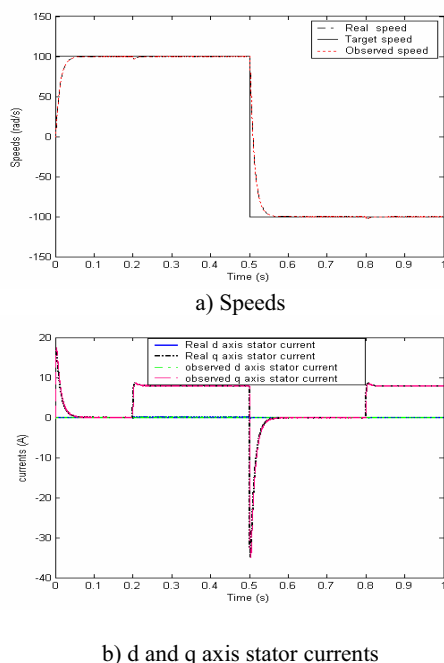 150
100
50
0
-50
-100
-150
Speeds (rad/s)
Real speed
Target speed
Observed speed
0 0.1 0.2 0.3 0.4 0.5 0.6 0.7 0.8 0.9 1
Time (s)
a) Speeds
20
10
0
-10
-20
-30
-40
currents (A)
Real d axis stator current
Real q axis stator current
observed d axis stator current
observed q axis stator current
0 0.1 0.2 0.3 0.4 0.5 0.6 0.7 0.8 0.9 1
Time (s)
b) d and q axis stator currents